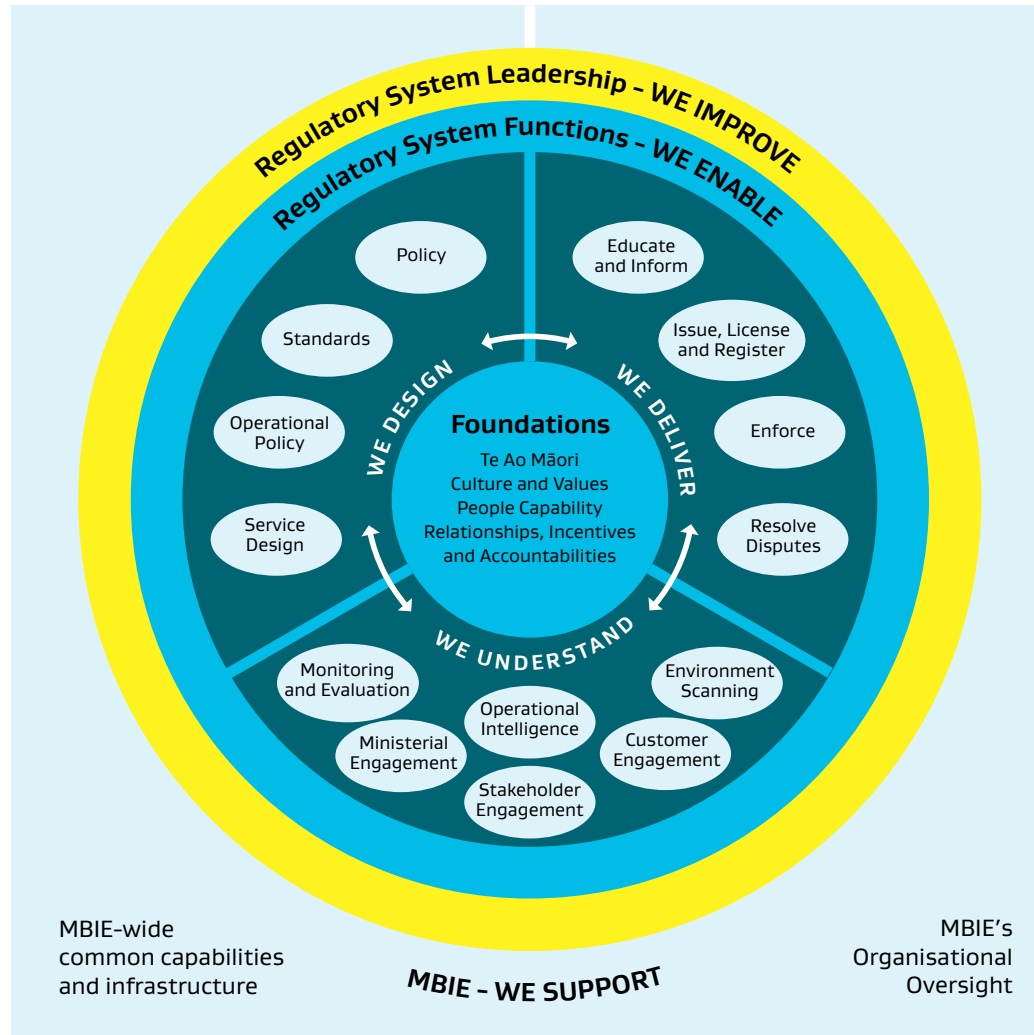 Regulatory System Leadership - WE IMPROVE
Regulatory System Functions - WE ENABLE
WE DESIGN
Policy
Standards
Operational
Policy
Service
Design
WE DELIVER
Educate
and Inform
Issue, License
and Register
Enforce
Resolve
Disputes
Foundations
Te Ao Māori
Culture and Values
People Capability
Relationships, Incentives
and Accountabilities
WE UNDERSTAND
Monitoring
and Evaluation
Ministerial
Engagement
Operational
Intelligence
Stakeholder
Engagement
Customer
Engagement
Environment
Scanning
MBIE-wide
common capabilities
and infrastructure
MBIE - WE SUPPORT
MBIE’s
Organisational
Oversight